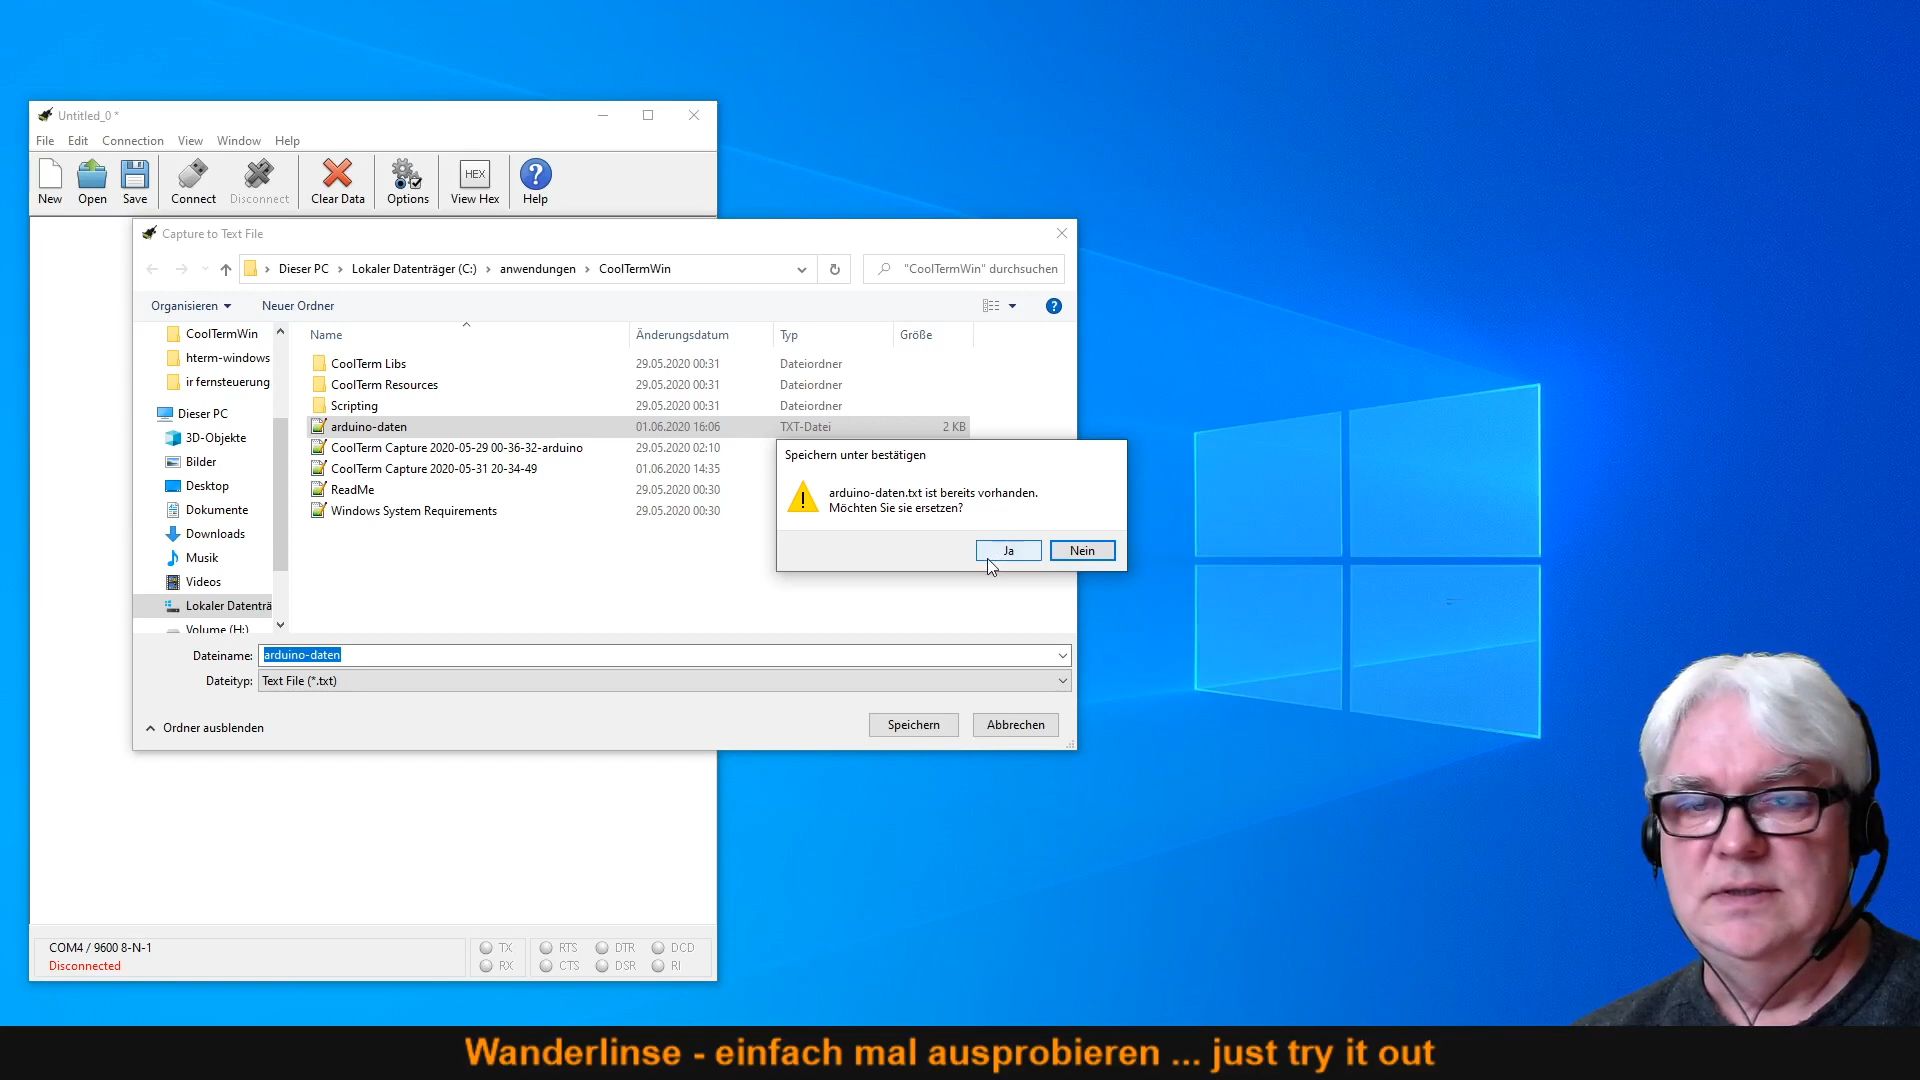 Untitled_0 *
File Edit Connection View Window Help
HEX
New Open Save Connect Disconnect Clear Data Options View Hex Help
Capture to Text File
Dieser PC > Lokaler Datenträger (C:) > anwendungen > CoolTermWin
"CoolTermWin" durchsuchen
Organisieren Neuer Ordner
CoolTermWin
hterm-windows
ir fernsteuerung
Dieser PC
3D-Objekte
Bilder
Desktop
Dokumente
Downloads
Musik
Videos
Lokaler Datenträ
Volume (H:)
Name Änderungsdatum Typ Größe
CoolTerm Libs 29.05.2020 00:31 Dateiordner
CoolTerm Resources 29.05.2020 00:31 Dateiordner
Scripting 29.05.2020 00:31 Dateiordner
arduino-daten 01.06.2020 16:06 TXT-Datei 2 KB
CoolTerm Capture 2020-05-29 00-36-32-arduino 29.05.2020 02:10
CoolTerm Capture 2020-05-31 20-34-49 01.06.2020 14:35
ReadMe 29.05.2020 00:30
Windows System Requirements 29.05.2020 00:30
Speichern unter bestätigen
arduino-daten.txt ist bereits vorhanden.
Möchten Sie sie ersetzen?
Ja Nein
Dateiname: arduino-daten
Dateityp: Text File (*.txt)
Ordner ausblenden
Speichern Abbrechen
COM4 / 9600 8-N-1
Disconnected
TX RTS DTR DCD
RX CTS DSR RI
Wanderlinse - einfach mal ausprobieren ... just try it out